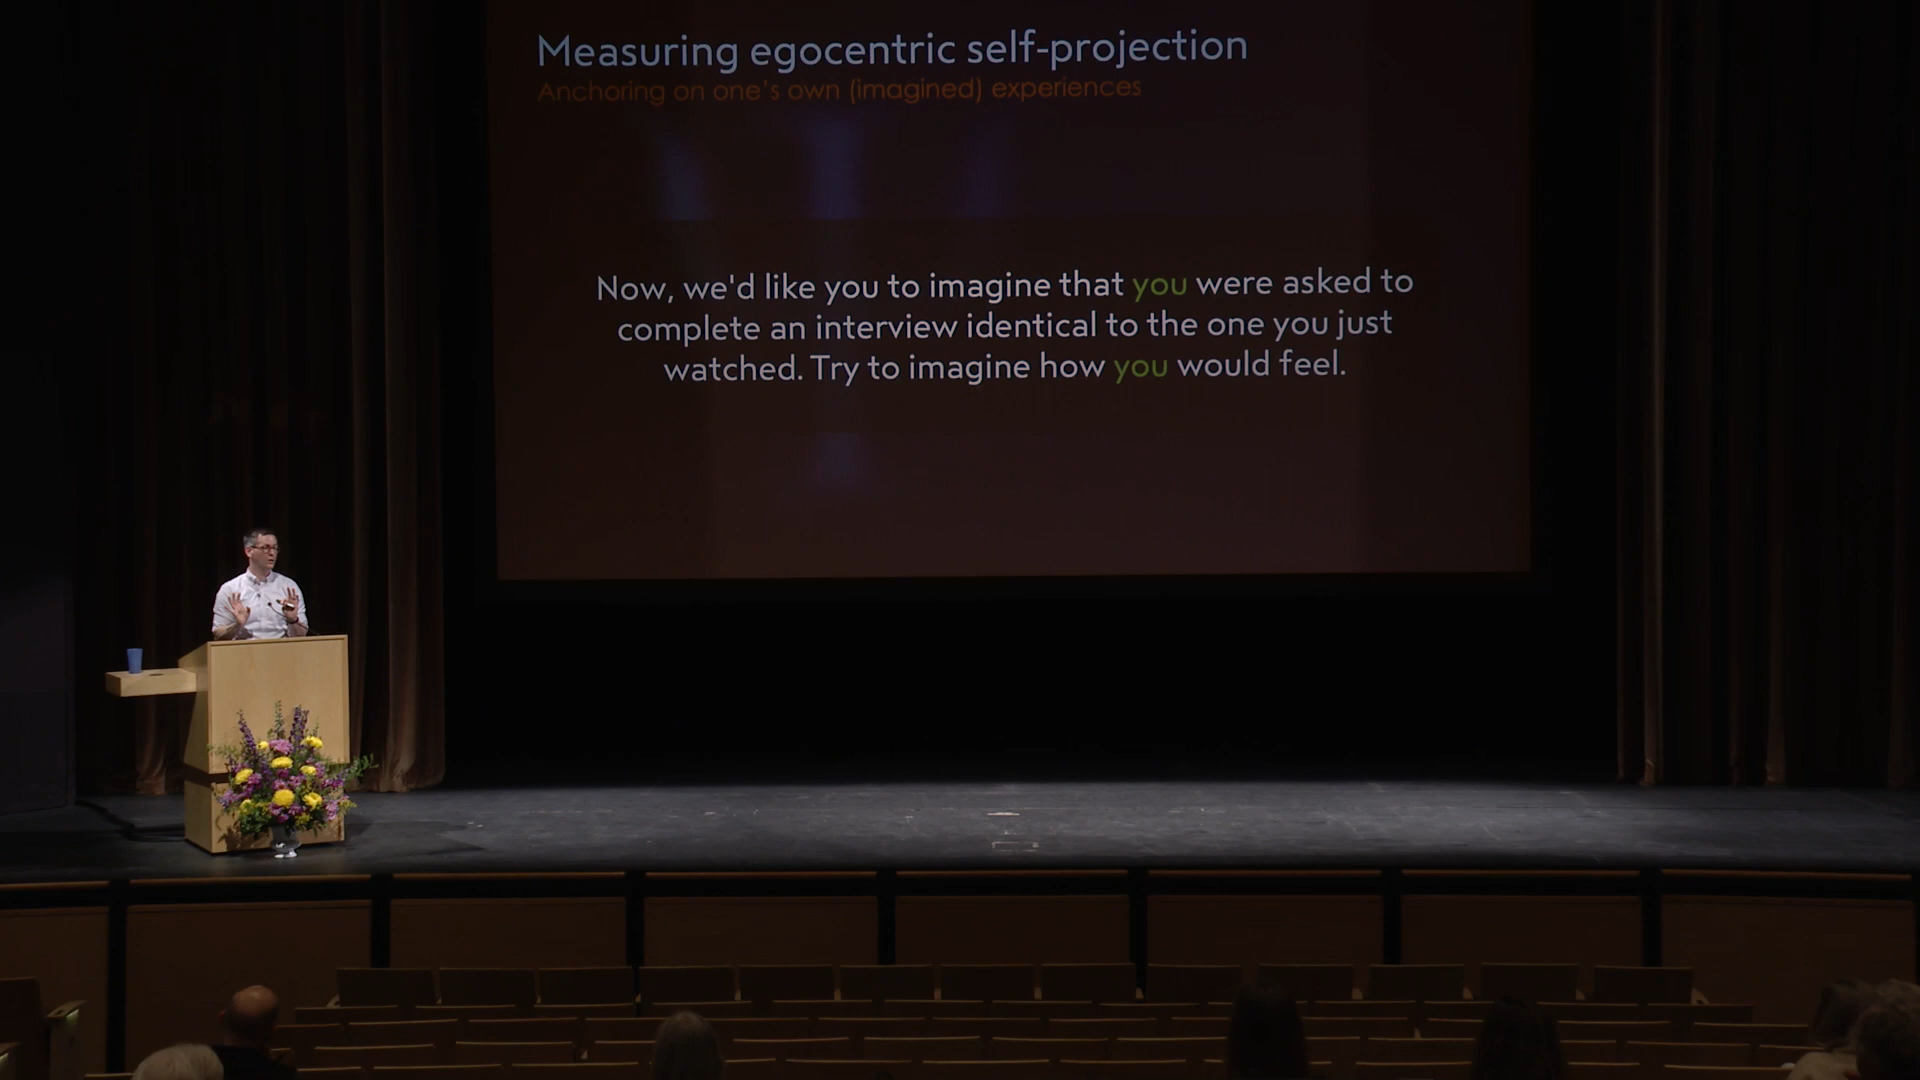 Measuring egocentric self-projection
Anchoring on one's own (imagined) experiences
Now, we'd like you to imagine that you were asked to
complete an interview identical to the one you just
watched. Try to imagine how you would feel.